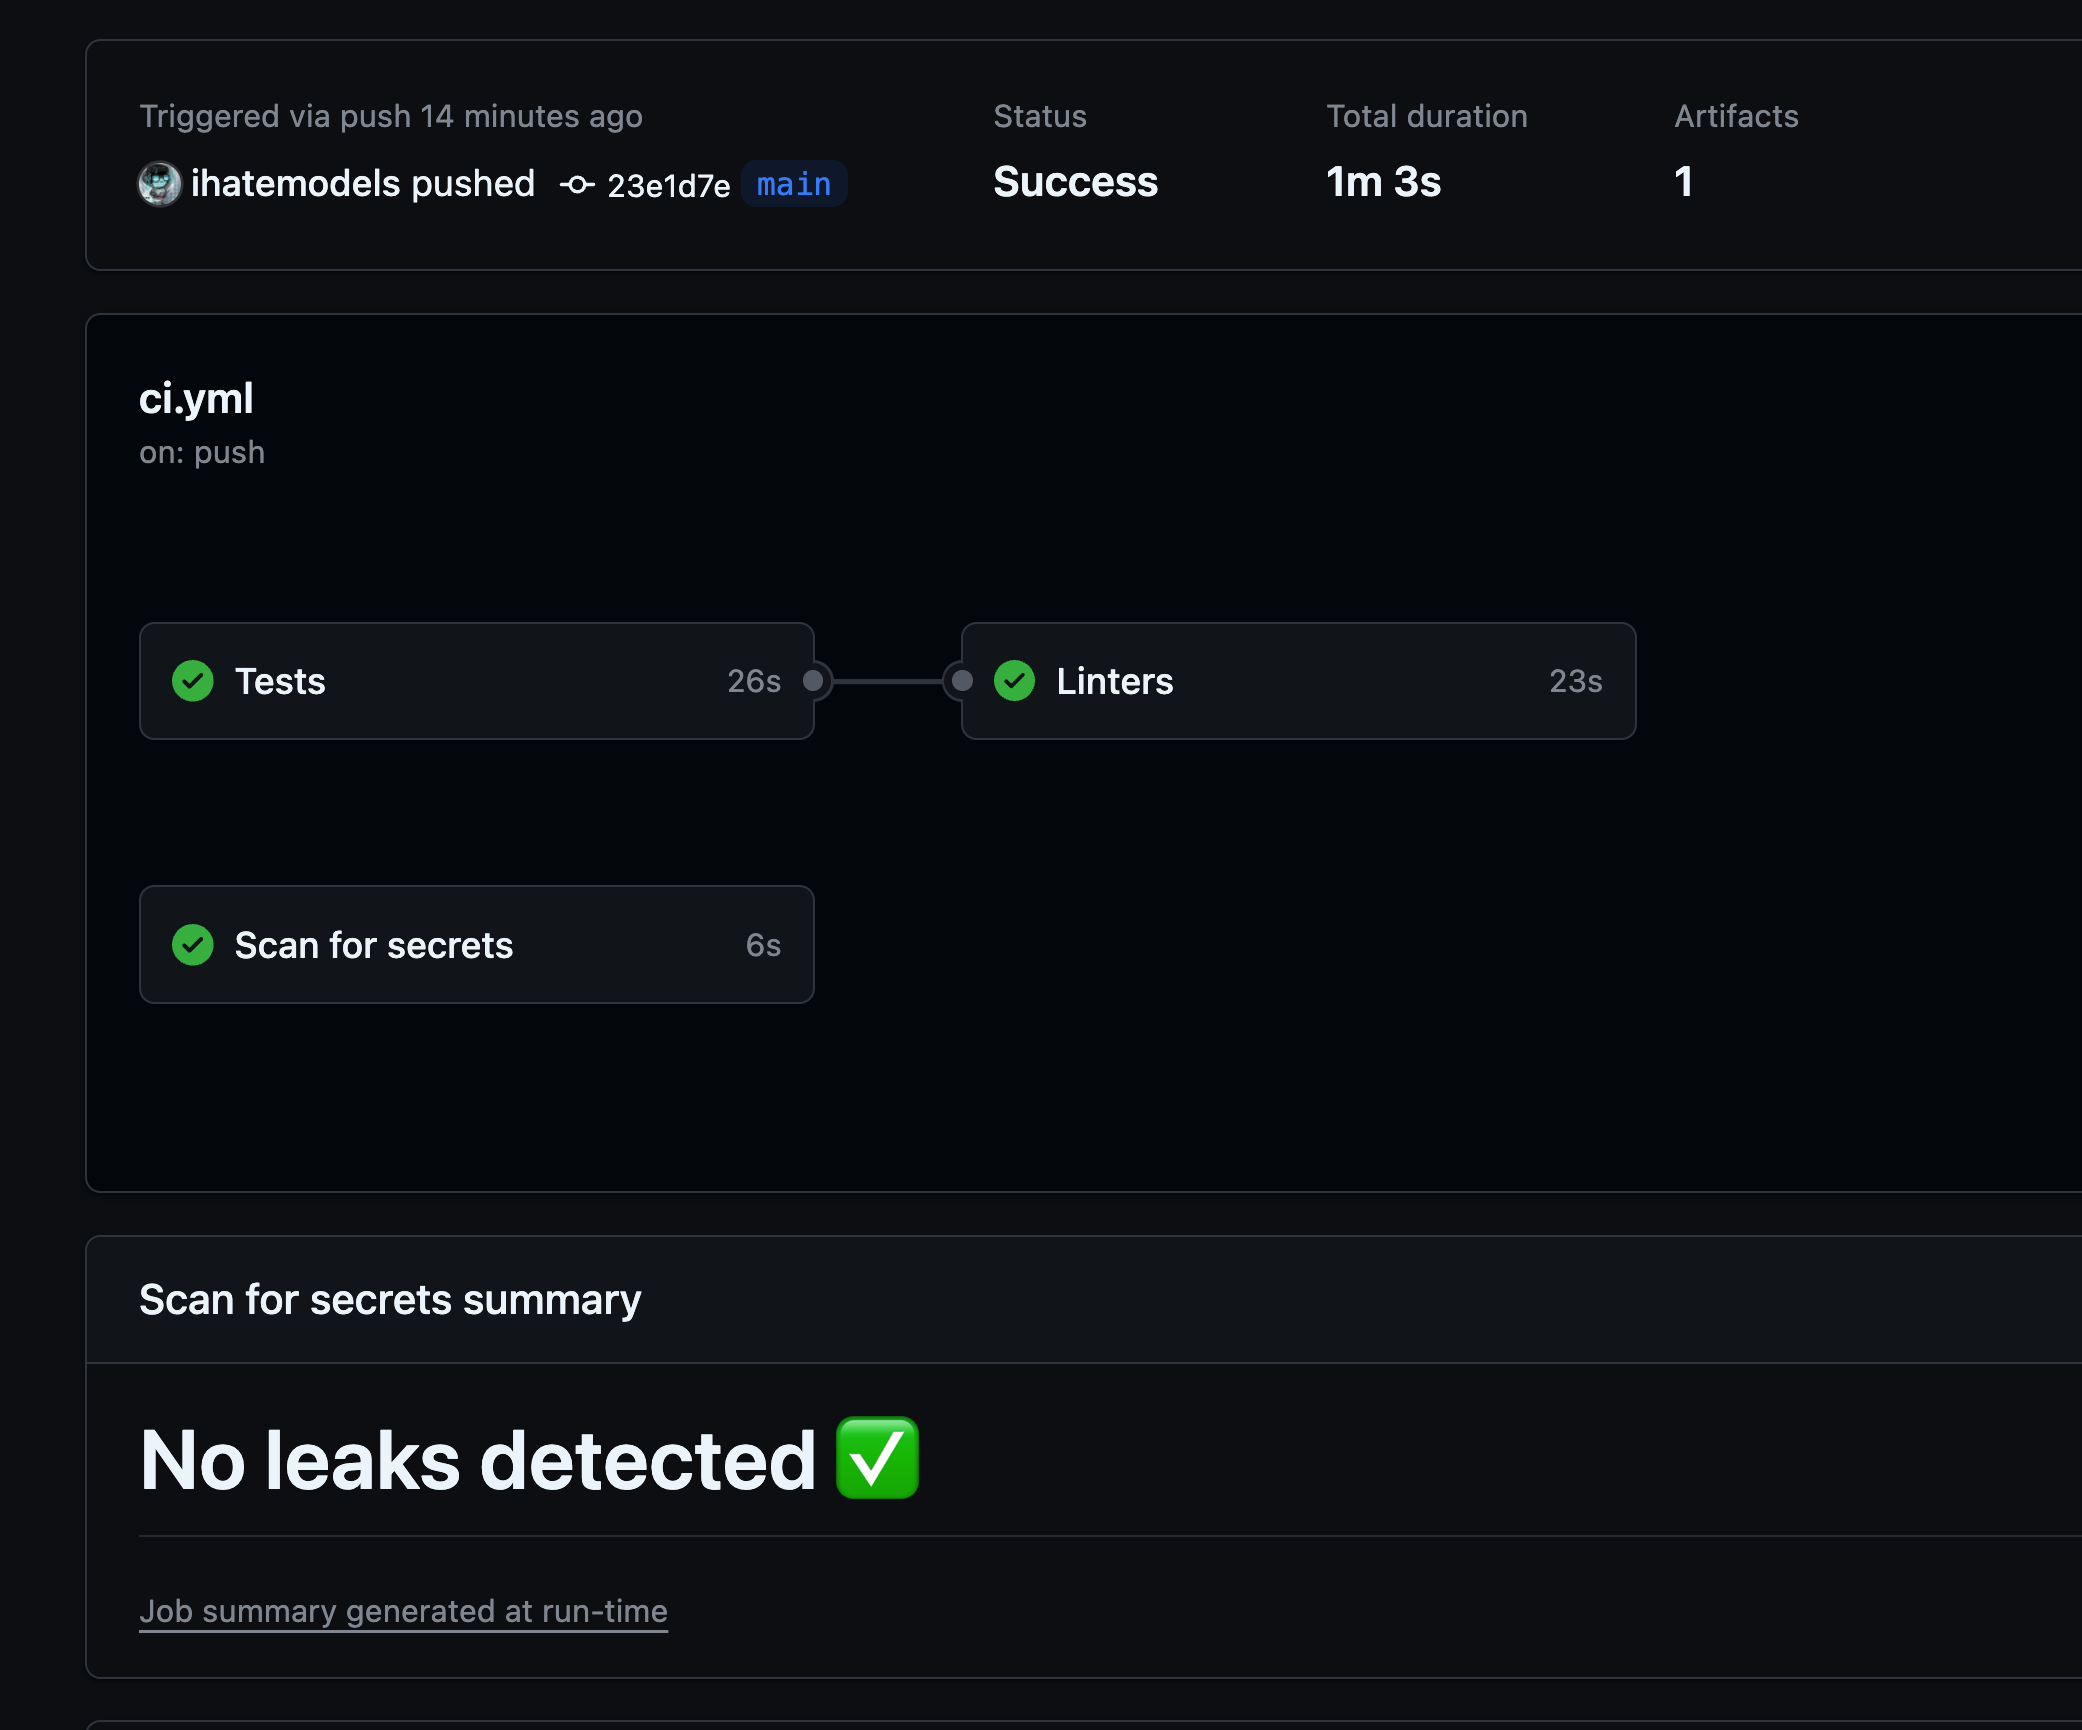 Triggered via push 14 minutes ago
ihatemodels pushed 23e1d7e main
Status
Success
Total duration
1m 3s
Artifacts
1
ci.yml
on: push
Tests 26s
Linters 23s
Scan for secrets 6s
Scan for secrets summary
No leaks detected ✅
Job summary generated at run-time